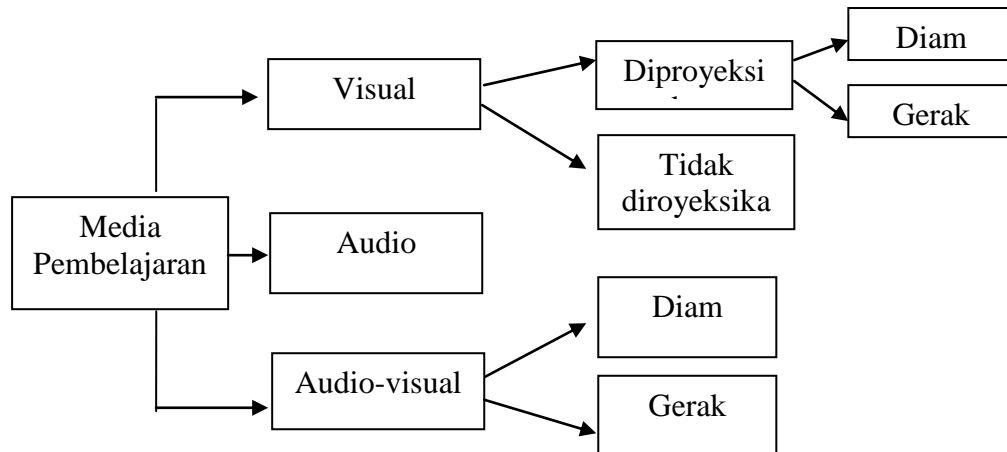 Media
Pembelajaran
Visual
Audio
Audio-visual
Diproyeksi
Tidak
diroyeksika
Diam
Gerak
Diam
Gerak